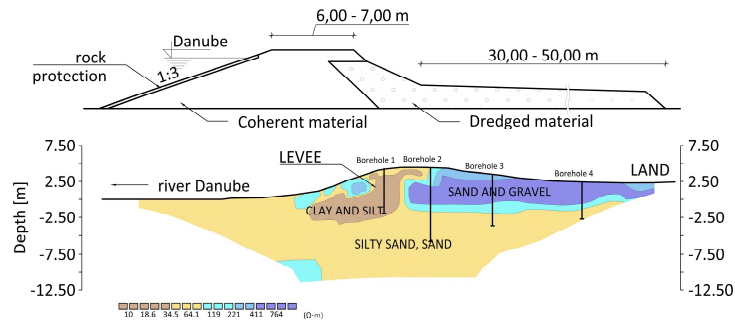 6,00 - 7,00 m
Danube
30,00 - 50,00 m
rock
protection
1:3
Coherent material
Dredged material
7.50
7.50
Borehole 1
Borehole 2
LEVEE
Borehole 3
LAND
Borehole 4
2.50
2.50
river Danube
SAND AND GRAVEL
CLAY AND SILT
-2.50
-2.50
SILTY SAND, SAND
Depth [m]
-7.50
-7.50
-12.50
-12.50
10 18.6 34.5 64.1 119 221 411 764 (Ω·m)